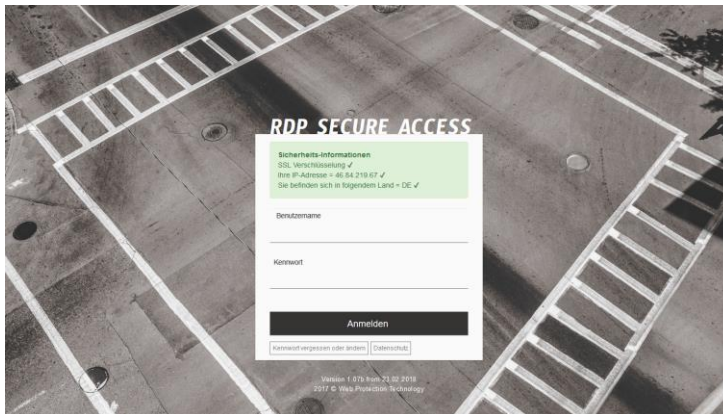 RDP SECURE ACCESS
Sicherheits-Informationen
SSL Verschlüsselung ✓
Ihre IP-Adresse = 46.84.219.67 ✓
Sie befinden sich in folgendem Land = DE ✓
Benutzername
Kennwort
Anmelden
Kennwort vergessen oder ändern Datenschutz
Version 1.07b from 23.02.2018
2017 © Web Protection Technology